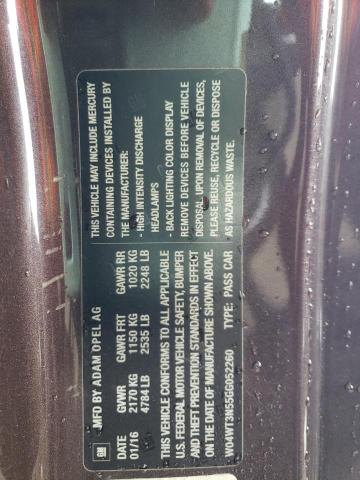 GM
MFD BY ADAM OPEL AG
DATE GVWR GAWR FRT GAWR RR
01/16 2170 KG 1150 KG 1020 KG
4784 LB 2535 LB 2248 LB
THIS VEHICLE CONFORMS TO ALL APPLICABLE
U.S. FEDERAL MOTOR VEHICLE SAFETY, BUMPER
AND THEFT PREVENTION STANDARDS IN EFFECT
ON THE DATE OF MANUFACTURE SHOWN ABOVE.
W04WT3N55GG052260 TYPE: PASS CAR
THIS VEHICLE MAY INCLUDE MERCURY
CONTAINING DEVICES INSTALLED BY
THE MANUFACTURER:
- HIGH INTENSITY DISCHARGE
HEADLAMPS
- BACK LIGHTING COLOR DISPLAY
REMOVE DEVICES BEFORE VEHICLE
DISPOSAL. UPON REMOVAL OF DEVICES,
PLEASE REUSE, RECYCLE OR DISPOSE
AS HAZARDOUS WASTE.